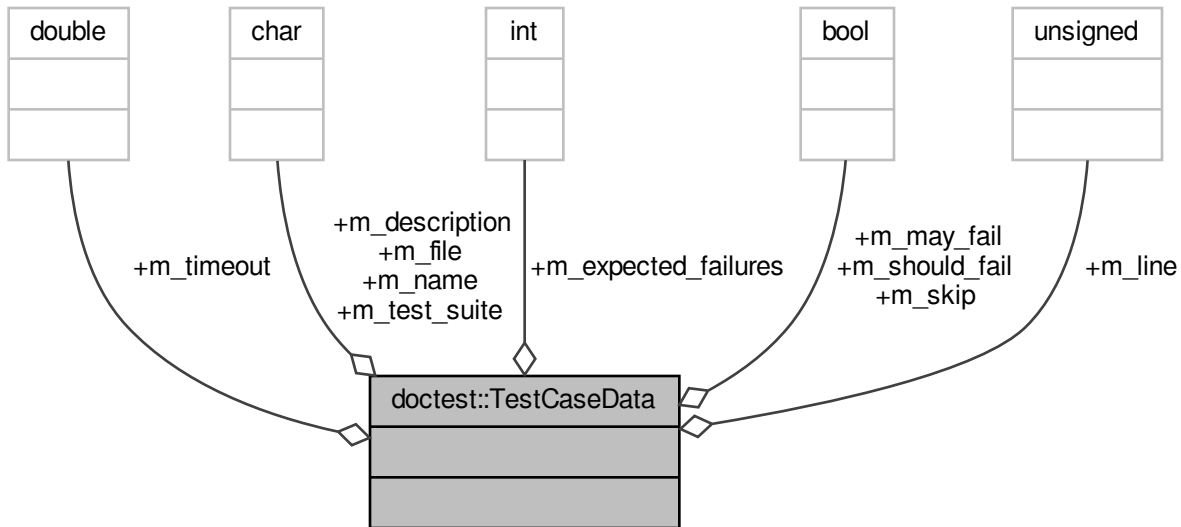 double
char
int
bool
unsigned
+m_timeout
+m_description
+m_file
+m_name
+m_test_suite
+m_expected_failures
+m_may_fail
+m_should_fail
+m_skip
+m_line
doctest::TestCaseData